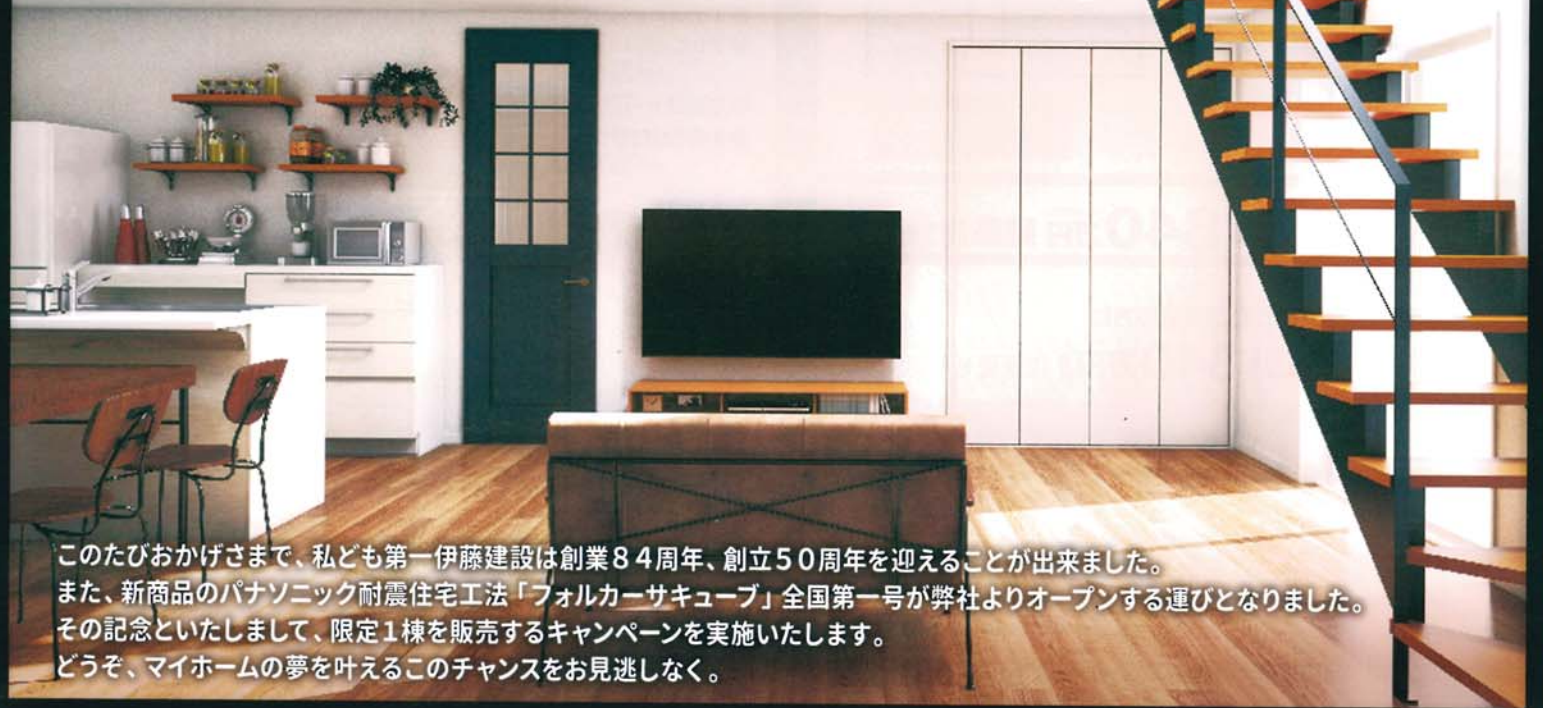 このたびおかげさまで、私ども第一伊藤建設は創業８４周年、創立５０周年を迎えることが出来ました。
また、新商品のパナソニック耐震住宅工法「フォルカーサキューブ」全国第一号が弊社よりオープンする運びとなりました。
その記念といたしまして、限定１棟を販売するキャンペーンを実施いたします。
どうぞ、マイホームの夢を叶えるこのチャンスをお見逃しなく。